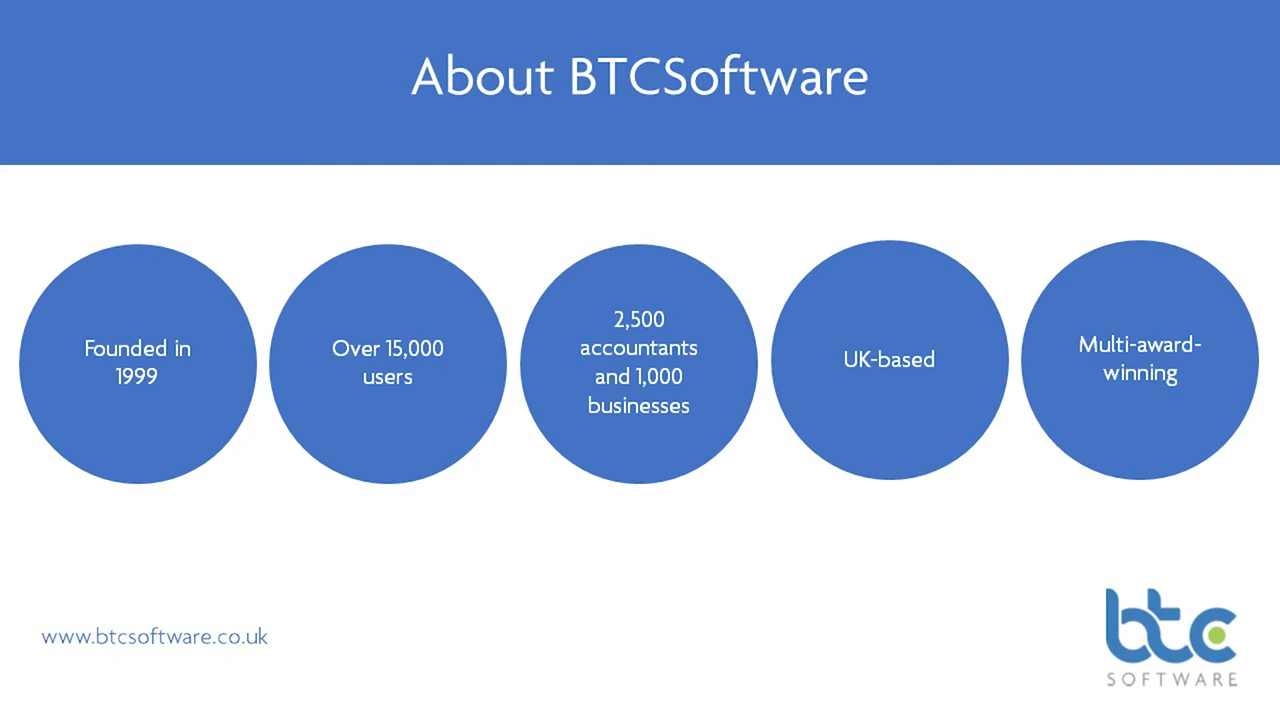 About BTCSoftware
Founded in
1999
Over 15,000
users
2,500
accountants
and 1,000
businesses
UK-based
Multi-award-
winning
www.btcsoftware.co.uk
btc
SOFTWARE